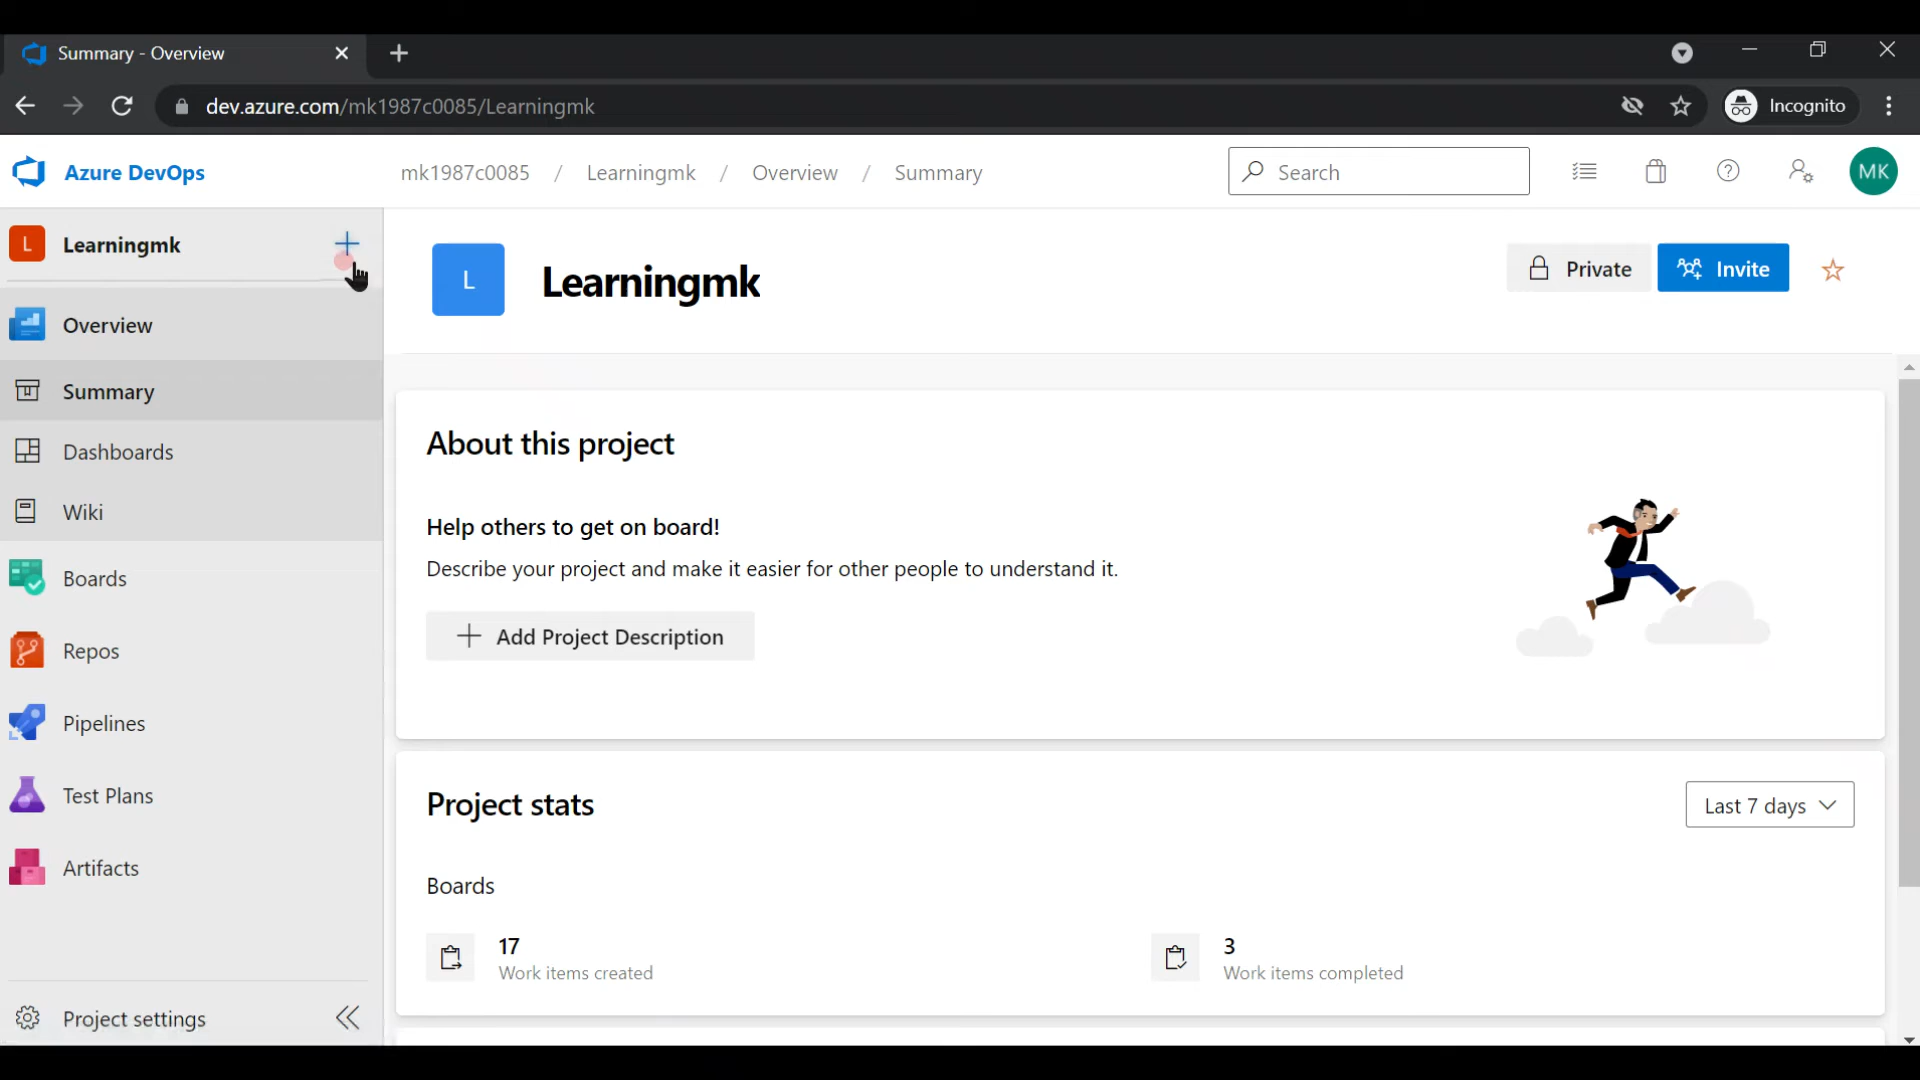 Summary - Overview
dev.azure.com/mk1987c0085/Learningmk
Incognito
Azure DevOps
mk1987c0085 / Learningmk / Overview / Summary
Search
MK
L Learningmk
Overview
Summary
Dashboards
Wiki
Boards
Repos
Pipelines
Test Plans
Artifacts
Project settings
L Learningmk
Private
Invite
About this project
Help others to get on board!
Describe your project and make it easier for other people to understand it.
Add Project Description
Project stats
Last 7 days
Boards
17
Work items created
3
Work items completed